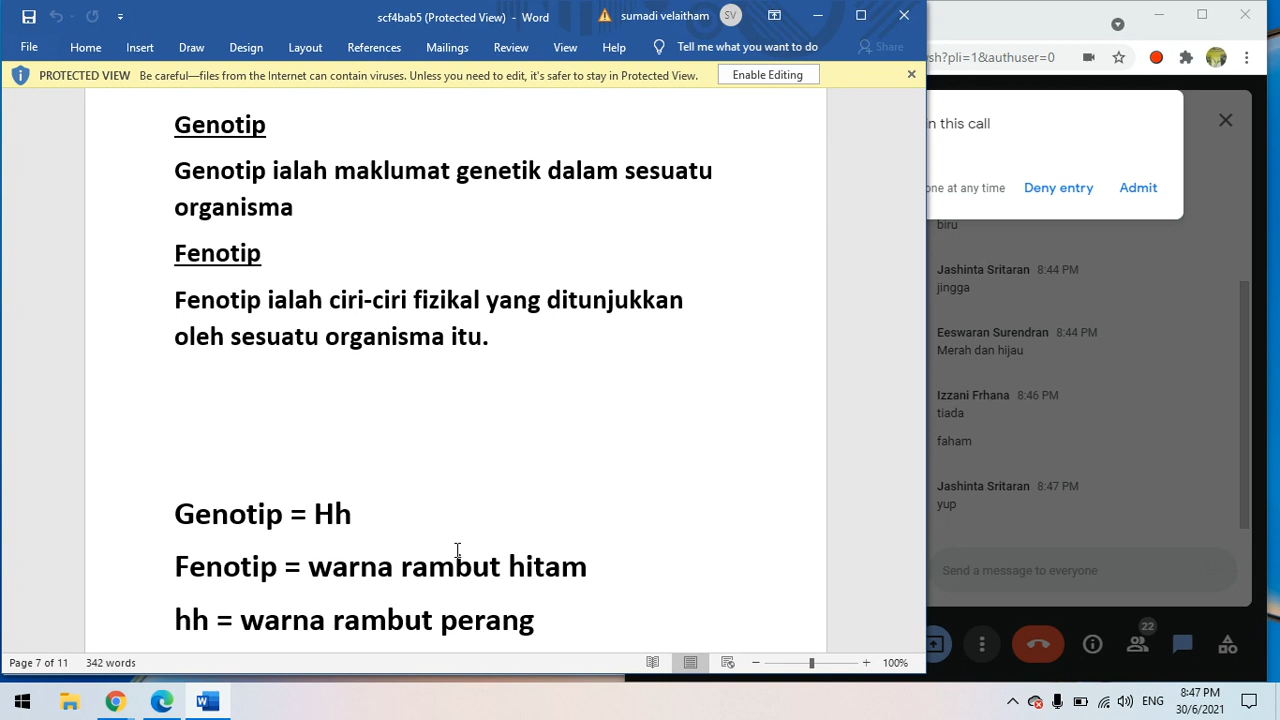 scf4bab5 (Protected View) - Word
sumadi velaitham
SV
File Home Insert Draw Design Layout References Mailings Review View Help Tell me what you want to do Share
PROTECTED VIEW Be careful—files from the Internet can contain viruses. Unless you need to edit, it's safer to stay in Protected View. Enable Editing
Genotip
Genotip ialah maklumat genetik dalam sesuatu
organisma
Fenotip
Fenotip ialah ciri-ciri fizikal yang ditunjukkan
oleh sesuatu organisma itu.
Genotip = Hh
Fenotip = warna rambut hitam
hh = warna rambut perang
Page 7 of 11 342 words
100%
sh?pli=1&authuser=0
in this call
one at any time Deny entry Admit
biru
Jashinta Sritaran 8:44 PM
jingga
Eeswaran Surendran 8:44 PM
Merah dan hijau
Izzani Frhana 8:46 PM
tiada
faham
Jashinta Sritaran 8:47 PM
yup
Send a message to everyone
22
ENG
8:47 PM
30/6/2021